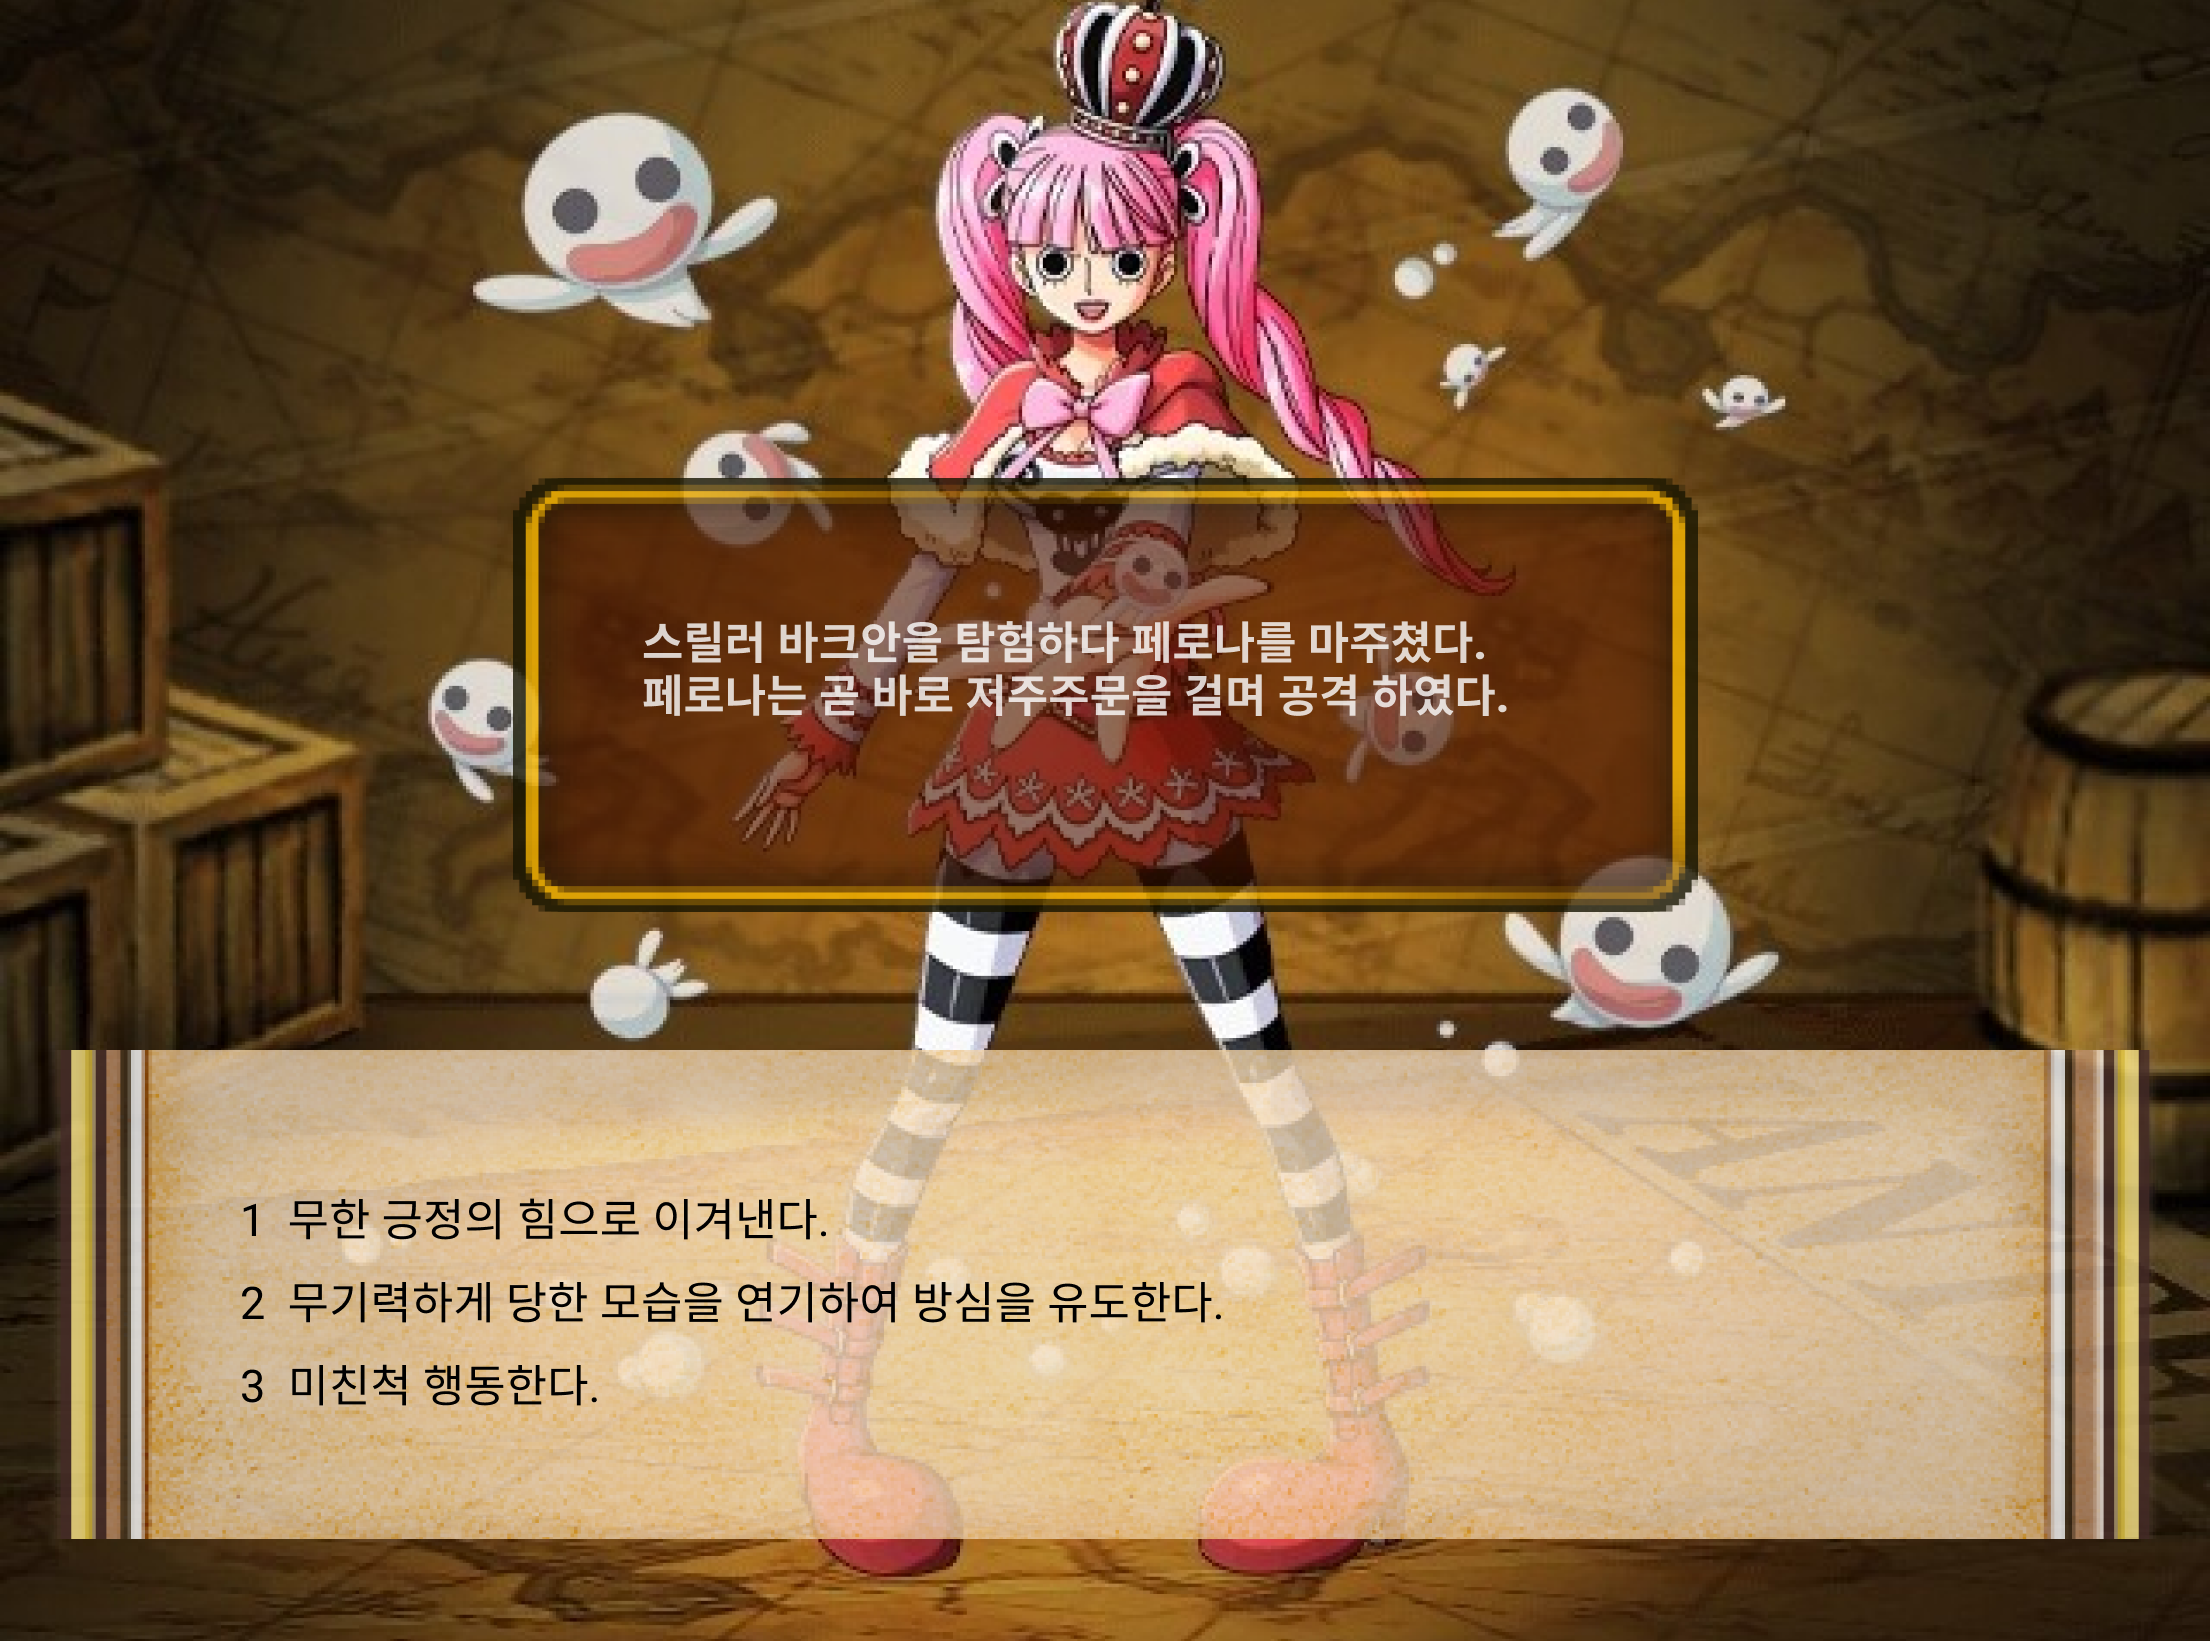 스릴러 바크안을 탐험하다 페로나를 마주쳤다.
페로나는 곧 바로 저주주문을 걸며 공격 하였다.
1 무한 긍정의 힘으로 이겨낸다.
2 무기력하게 당한 모습을 연기하여 방심을 유도한다.
3 미친척 행동한다.